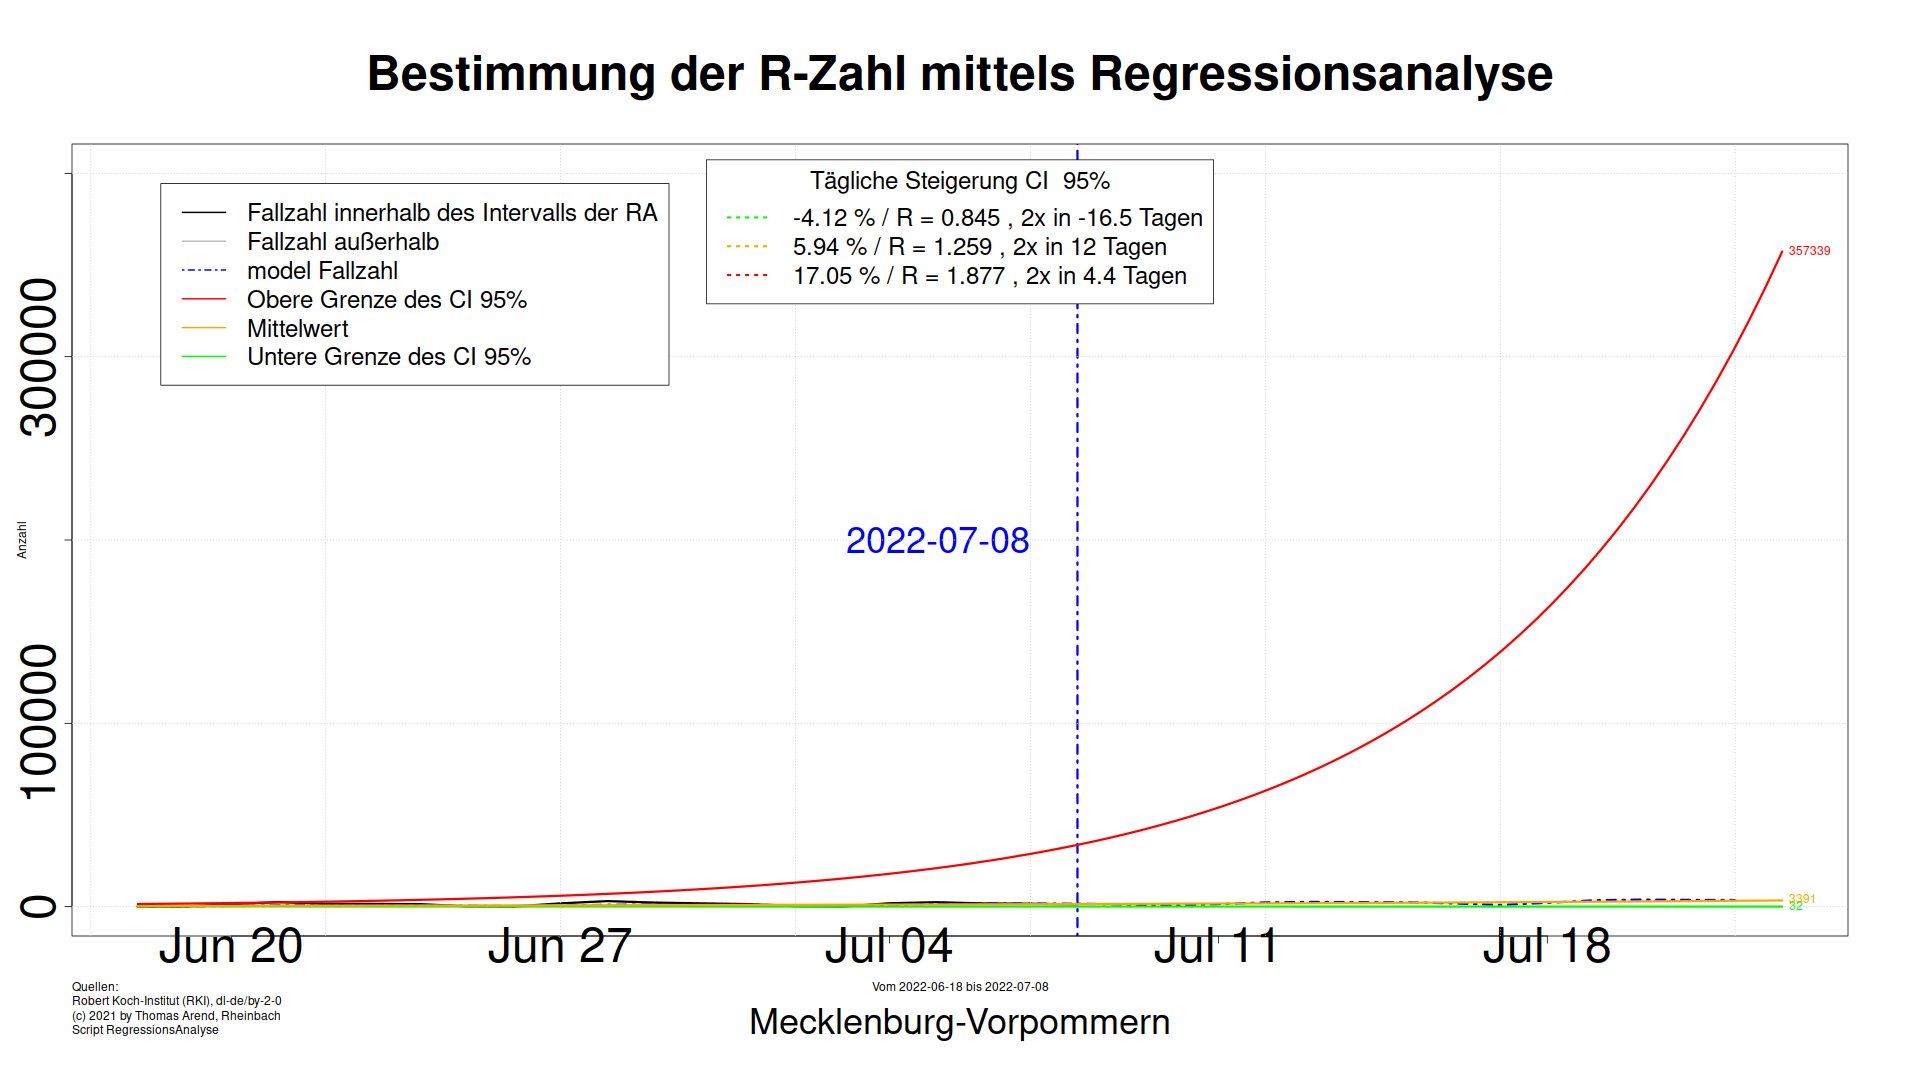 Bestimmung der R-Zahl mittels Regressionsanalyse
Fallzahl innerhalb des Intervalls der RA
Fallzahl außerhalb
model Fallzahl
Obere Grenze des CI 95%
Mittelwert
Untere Grenze des CI 95%
Tägliche Steigerung CI  95%
-4.12 % / R = 0.845 , 2x in -16.5 Tagen
5.94 % / R = 1.259 , 2x in 12 Tagen
17.05 % / R = 1.877 , 2x in 4.4 Tagen
357339
300000
2022-07-08
Anzahl
100000
3391
32
0
Jun 20
Jun 27
Jul 04
Jul 11
Jul 18
Quellen:
Robert Koch-Institut (RKI), dl-de/by-2-0
(c) 2021 by Thomas Arend, Rheinbach
Script RegressionsAnalyse
Vom 2022-06-18 bis 2022-07-08
Mecklenburg-Vorpommern